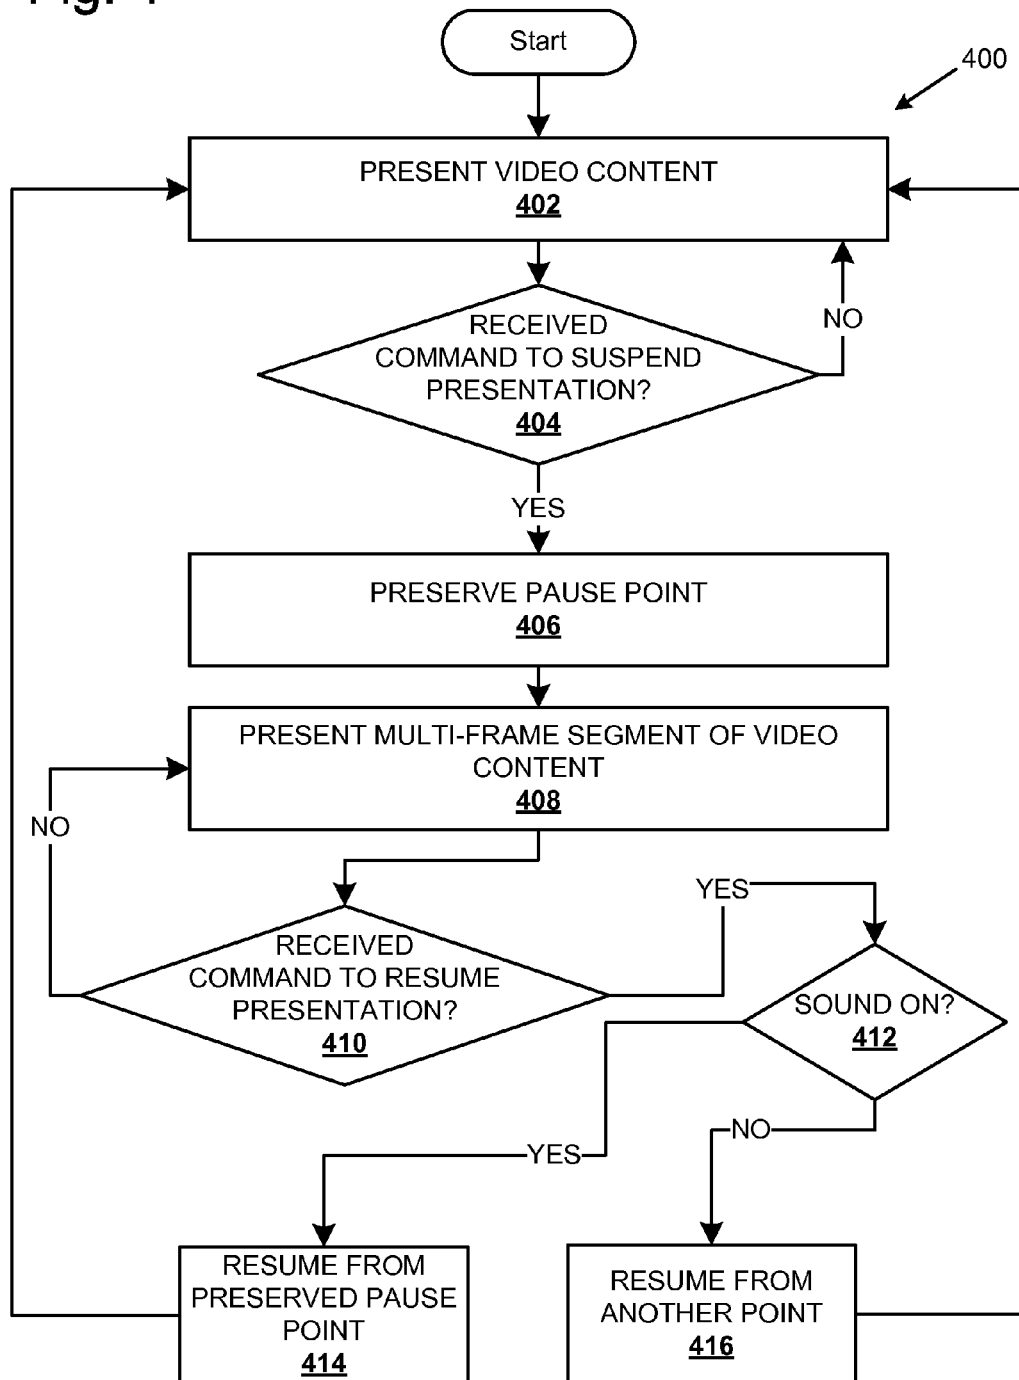 Start
400
PRESENT VIDEO CONTENT
402
NO
RECEIVED
COMMAND TO SUSPEND
PRESENTATION?
404
YES
PRESERVE PAUSE POINT
406
PRESENT MULTI-FRAME SEGMENT OF VIDEO
CONTENT
408
NO
YES
RECEIVED
COMMAND TO RESUME
PRESENTATION?
410
SOUND ON?
412
NO
YES
RESUME FROM
PRESERVED PAUSE
POINT
414
RESUME FROM
ANOTHER POINT
416